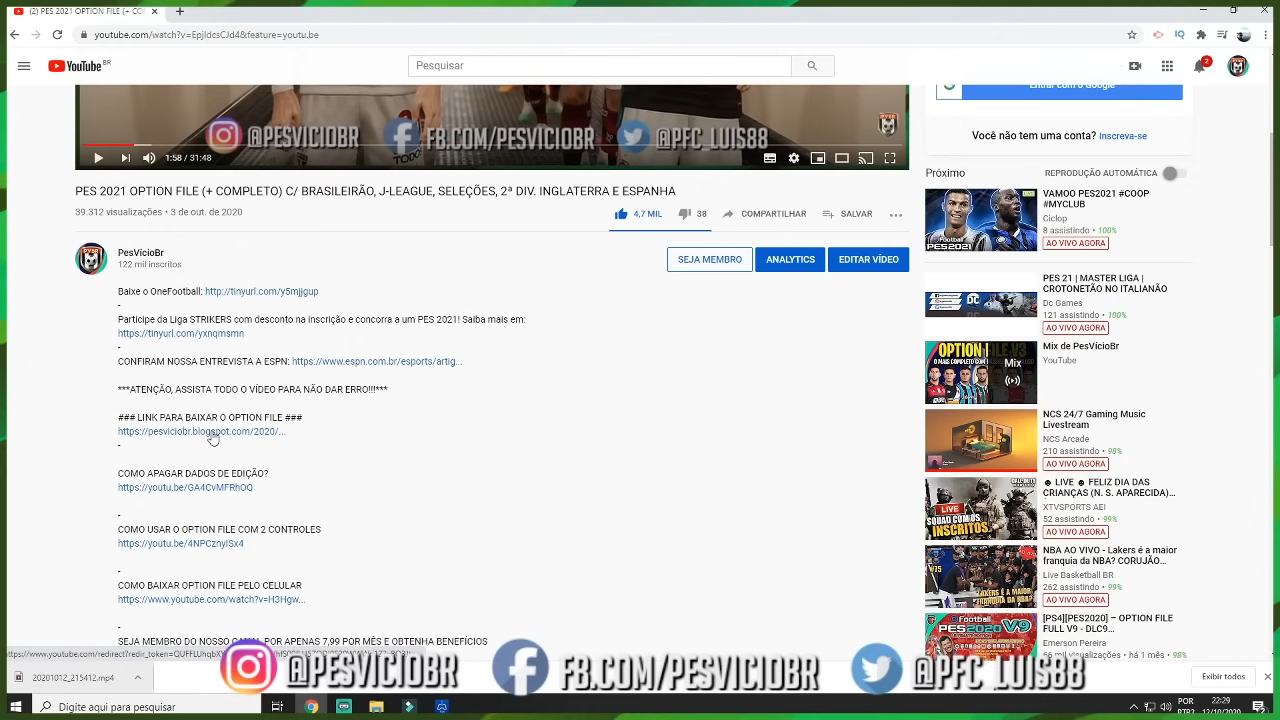 (2) PES 2021 OPTION FILE (+ CO
youtube.com/watch?v=EpjIdcsCJd4&feature=youtu.be
YouTube BR
Pesquisar
2
@PESVICIOBR FB.COM/PESVICIOBR @PFC_LUIS88
TODO
1:58 / 31:48
PES 2021 OPTION FILE (+ COMPLETO) C/ BRASILEIRÃO, J-LEAGUE, SELEÇÕES, 2ª DIV. INGLATERRA E ESPANHA
39.312 visualizações • 3 de out. de 2020
4,7 MIL 38 COMPARTILHAR SALVAR
PesVícioBr
122 mil inscritos
SEJA MEMBRO ANALYTICS EDITAR VÍDEO
Baixe o OneFootball: http://tinyurl.com/y5mjjgup
-
Participe da Liga STRIKERS com desconto na inscrição e concorra a um PES 2021! Saiba mais em:
https://tinyurl.com/yxnqmsmn
-
CONFIRAM NOSSA ENTREVISTA A ESPN: https://www.espn.com.br/esports/artig...
***ATENÇÃO, ASSISTA TODO O VÍDEO PARA NÃO DAR ERRO!!!***
### LINK PARA BAIXAR O OPTION FILE ###
https://pesviciobr.blogspot.com/2020/...
-
COMO APAGAR DADOS DE EDIÇÃO?
https://youtu.be/GA4CvMFRhOQ
-
COMO USAR O OPTION FILE COM 2 CONTROLES
https://youtu.be/4NPCznyISx4
-
COMO BAIXAR OPTION FILE PELO CELULAR
https://www.youtube.com/watch?v=H3Hgw...
-
SEJA MEMBRO DO NOSSO CANAL POR APENAS 7,99 POR MÊS E OBTENHA BENEFÍCIOS
Entrar com o Google
Você não tem uma conta? Inscreva-se
Próximo REPRODUÇÃO AUTOMÁTICA
VAMOO PES2021 #COOP
#MYCLUB
Ciclop
8 assistindo • 100%
AO VIVO AGORA
PES 21 | MASTER LIGA |
CROTONETÃO NO ITALIANÃO
Dc Games
121 assistindo • 100%
AO VIVO AGORA
Mix de PesVícioBr
YouTube
Mix
NCS 24/7 Gaming Music
Livestream
NCS Arcade
210 assistindo • 98%
AO VIVO AGORA
☻ LIVE ☻ FELIZ DIA DAS
CRIANÇAS (N. S. APARECIDA)...
XTVSPORTS AEI
52 assistindo • 99%
AO VIVO AGORA
LIVE
SQUAD COM OS
INSCRITOS
NBA AO VIVO - Lakers é a maior
franquia da NBA? CORUJÃO...
Live Basketball BR
262 assistindo • 99%
AO VIVO AGORA
[PS4][PES2020] – OPTION FILE
FULL V9 - DLC9...
Emerson Pereira
mil visualizações • há 1 mês • 98%
PES2020 V9
@PESVICIOBR FB.COM/PESVICIOBR @PFC_LUIS88
20201012_215412.mp4
Exibir todos
Digite aqui para pesquisar
POR
PTB2
22:29
12/10/2020